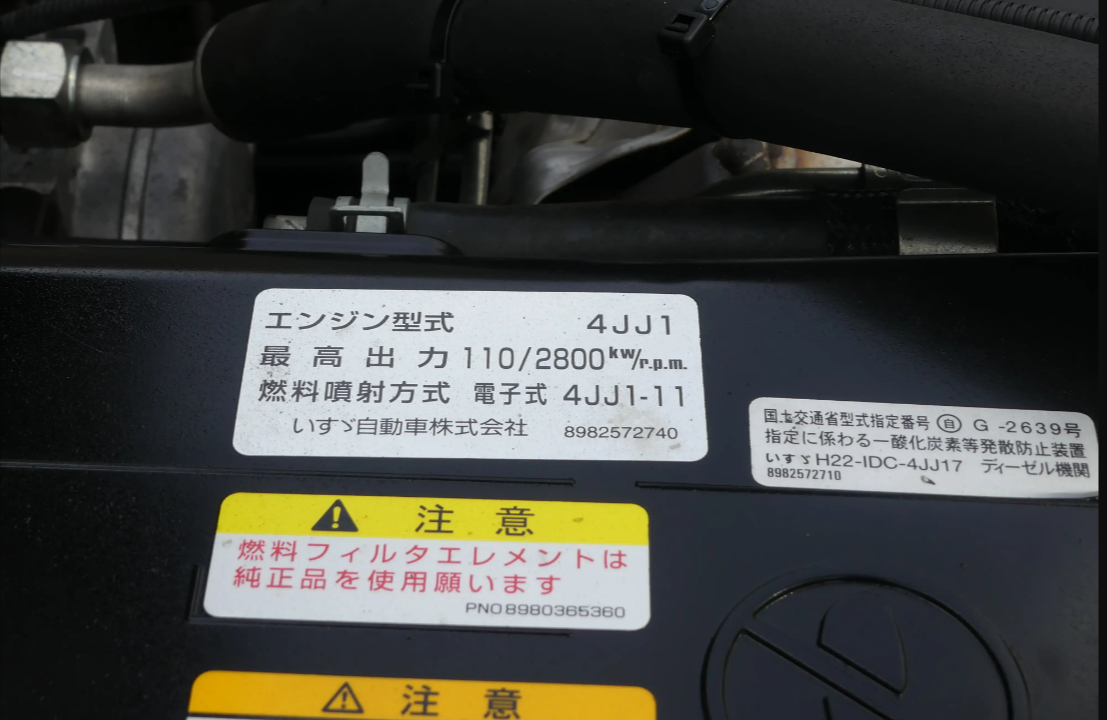 エンジン型式 4JJ1
最高出力 110/2800kW/r.p.m.
燃料噴射方式 電子式 4JJ1-11
いすゞ自動車株式会社 8982572740
国土交通省型式指定番号 ㊐ G-2639号
指定に係わる一酸化炭素等発散防止装置
いすゞH22-IDC-4JJ17 ディーゼル機関
8982572710
注意
燃料フィルタエレメントは
純正品を使用願います
PNO8980365360
注意